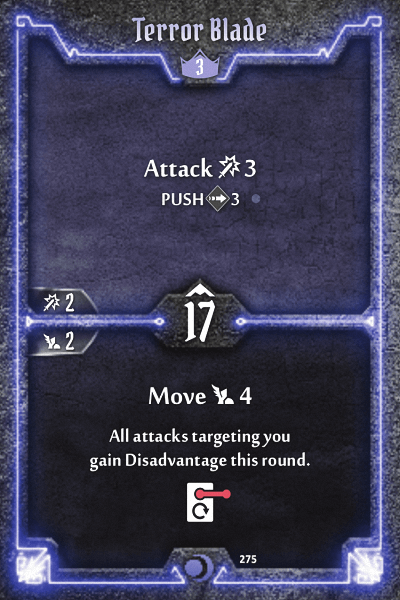 Terror Blade
3
Attack 3
PUSH 3
2
17
2
Move 4
All attacks targeting you
gain Disadvantage this round.
275